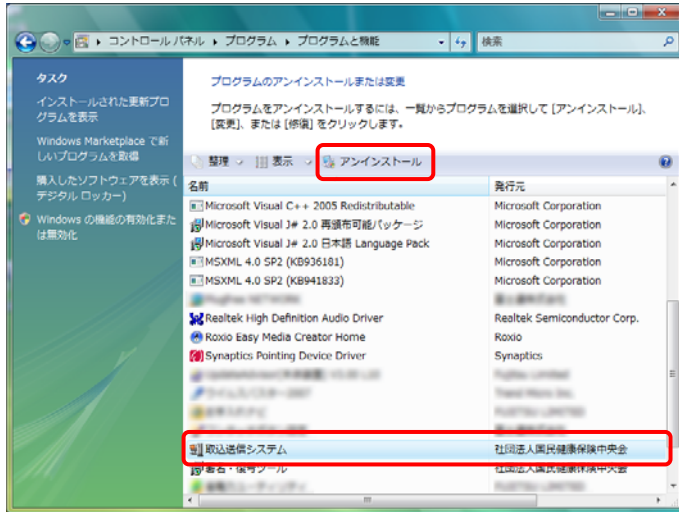 コントロール パネル ▸ プログラム ▸ プログラムと機能
検索
タスク
インストールされた更新プロ
グラムを表示
Windows Marketplace で新
しいプログラムを取得
購入したソフトウェアを表示 (
デジタル ロッカー)
Windows の機能の有効化また
は無効化
プログラムのアンインストールまたは変更
プログラムをアンインストールするには、一覧からプログラムを選択して [アンインストール]、
[変更]、または [修復] をクリックします。
整理 表示 アンインストール
名前 発行元
Microsoft Visual C++ 2005 Redistributable Microsoft Corporation
Microsoft Visual J# 2.0 再頒布可能パッケージ Microsoft Corporation
Microsoft Visual J# 2.0 日本語 Language Pack Microsoft Corporation
MSXML 4.0 SP2 (KB936181) Microsoft Corporation
MSXML 4.0 SP2 (KB941833) Microsoft Corporation
Realtek High Definition Audio Driver Realtek Semiconductor Corp.
Roxio Easy Media Creator Home Roxio
Synaptics Pointing Device Driver Synaptics
取込送信システム 社団法人国民健康保険中央会
署名・復号ツール 社団法人国民健康保険中央会